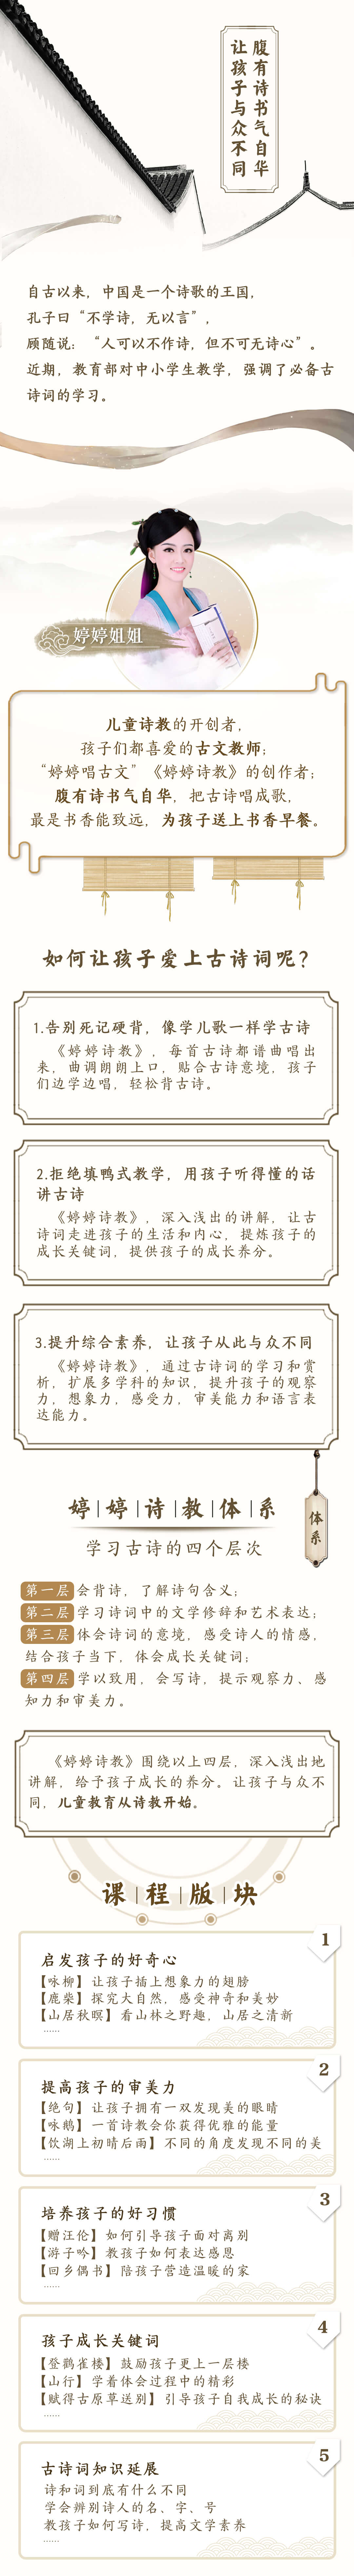 腹有诗书气自华
让孩子与众不同
自古以来，中国是一个诗歌的王国，
孔子曰“不学诗，无以言”，
顾随说：“人可以不作诗，但不可无诗心”。
近期，教育部对中小学生教学，强调了必备古
诗词的学习。
婷婷姐姐
儿童诗教的开创者，
孩子们都喜爱的古文教师；
“婷婷唱古文”《婷婷诗教》的创作者；
腹有诗书气自华，把古诗唱成歌，
最是书香能致远，为孩子送上书香早餐。
如何让孩子爱上古诗词呢？
1.告别死记硬背，像学儿歌一样学古诗
《婷婷诗教》，每首古诗都谱曲唱出
来，曲调朗朗上口，贴合古诗意境，孩子
们边学边唱，轻松背古诗。
2.拒绝填鸭式教学，用孩子听得懂的话
讲古诗
《婷婷诗教》，深入浅出的讲解，让古
诗词走进孩子的生活和内心，提炼孩子的
成长关键词，提供孩子的成长养分。
3.提升综合素养，让孩子从此与众不同
《婷婷诗教》，通过古诗词的学习和赏
析，扩展多学科的知识，提升孩子的观察
力，想象力，感受力，审美能力和语言表
达能力。
婷|婷|诗|教|体|系
体系
学习古诗的四个层次
第一层 会背诗，了解诗句含义；
第二层 学习诗词中的文学修辞和艺术表达；
第三层 体会诗词的意境，感受诗人的情感，
结合孩子当下，体会成长关键词；
第四层 学以致用，会写诗，提示观察力、感
知力和审美力。
《婷婷诗教》围绕以上四层，深入浅出地
讲解，给予孩子成长的养分。让孩子与众不
同，儿童教育从诗教开始。
课|程|版|块
1
启发孩子的好奇心
【咏柳】让孩子插上想象力的翅膀
【鹿柴】探究大自然，感受神奇和美妙
【山居秋暝】看山林之野趣，山居之清新
......
2
提高孩子的审美力
【绝句】让孩子拥有一双发现美的眼睛
【咏鹅】一首诗教会你获得优雅的能量
【饮湖上初晴后雨】不同的角度发现不同的美
......
3
培养孩子的好习惯
【赠汪伦】如何引导孩子面对离别
【游子吟】教孩子如何表达感恩
【回乡偶书】陪孩子营造温暖的家
......
4
孩子成长关键词
【登鹳雀楼】鼓励孩子更上一层楼
【山行】学着体会过程中的精彩
【赋得古原草送别】引导孩子自我成长的秘诀
......
5
古诗词知识延展
诗和词到底有什么不同
学会辨别诗人的名、字、号
教孩子如何写诗，提高文学素养
......